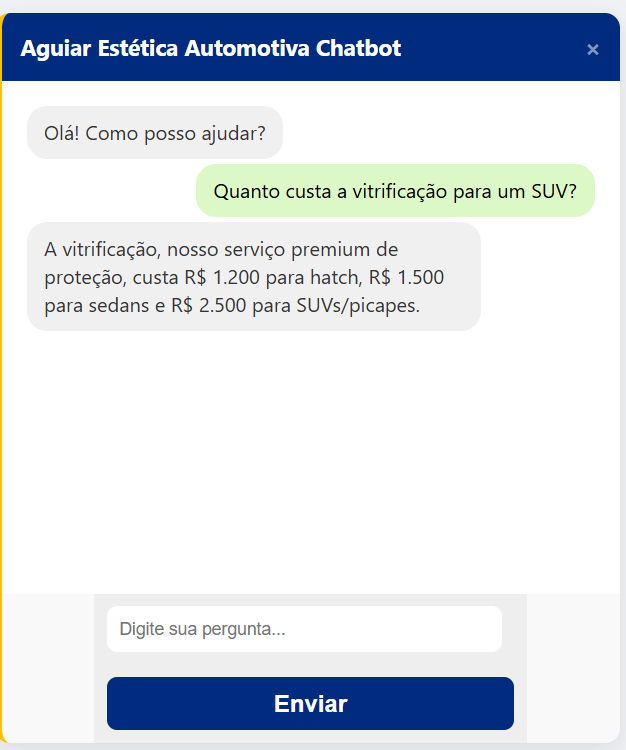 Aguiar Estética Automotiva Chatbot
×
Olá! Como posso ajudar?
Quanto custa a vitrificação para um SUV?
A vitrificação, nosso serviço premium de
proteção, custa R$ 1.200 para hatch, R$ 1.500
para sedans e R$ 2.500 para SUVs/picapes.
Digite sua pergunta...
Enviar